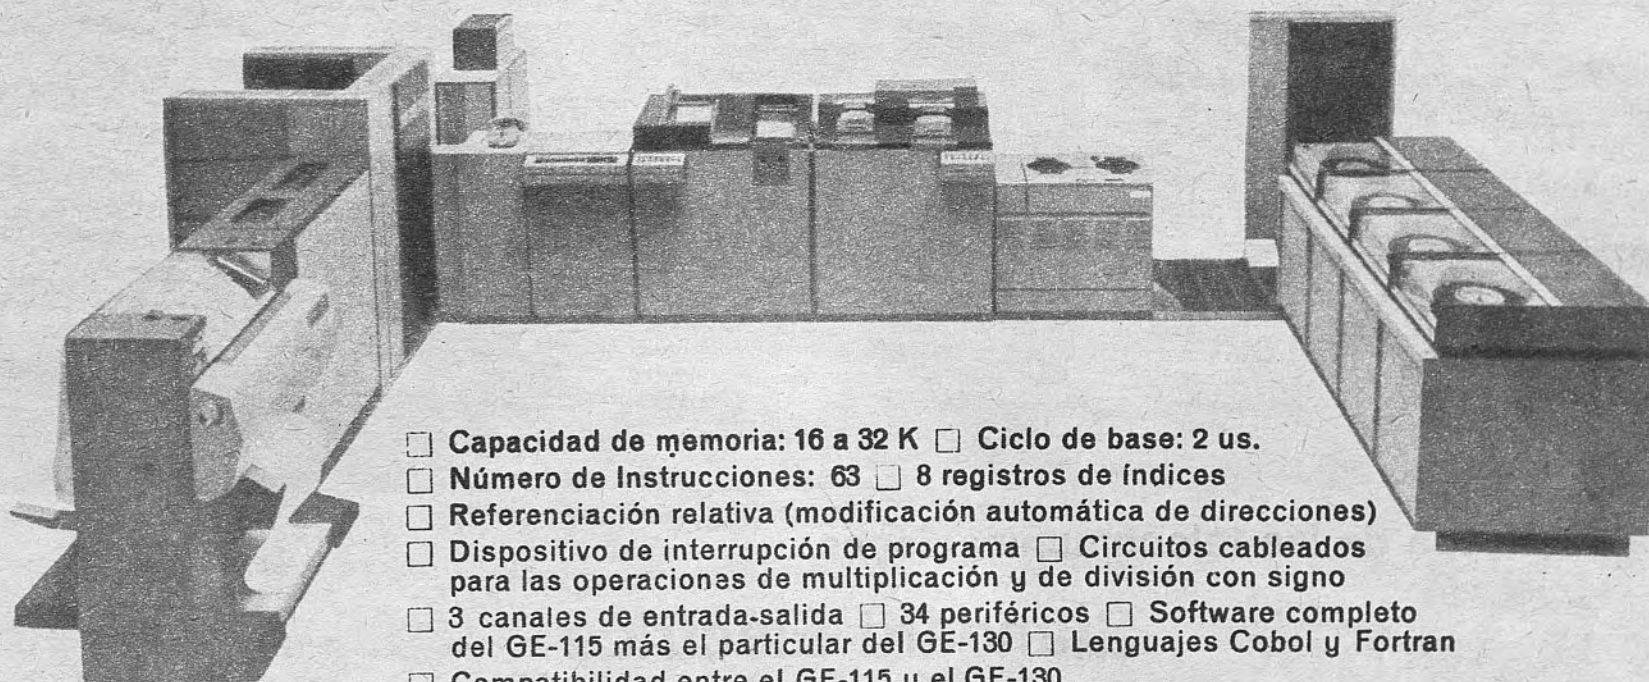 □ Capacidad de memoria: 16 a 32 K □ Ciclo de base: 2 us.
□ Número de Instrucciones: 63 □ 8 registros de índices
□ Referenciación relativa (modificación automática de direcciones)
□ Dispositivo de interrupción de programa □ Circuitos cableados
para las operaciones de multiplicación y de división con signo
□ 3 canales de entrada-salida □ 34 periféricos □ Software completo
del GE-115 más el particular del GE-130 □ Lenguajes Cobol y Fortran
□ Compatibilidad entre el GE-115 y el GE-130